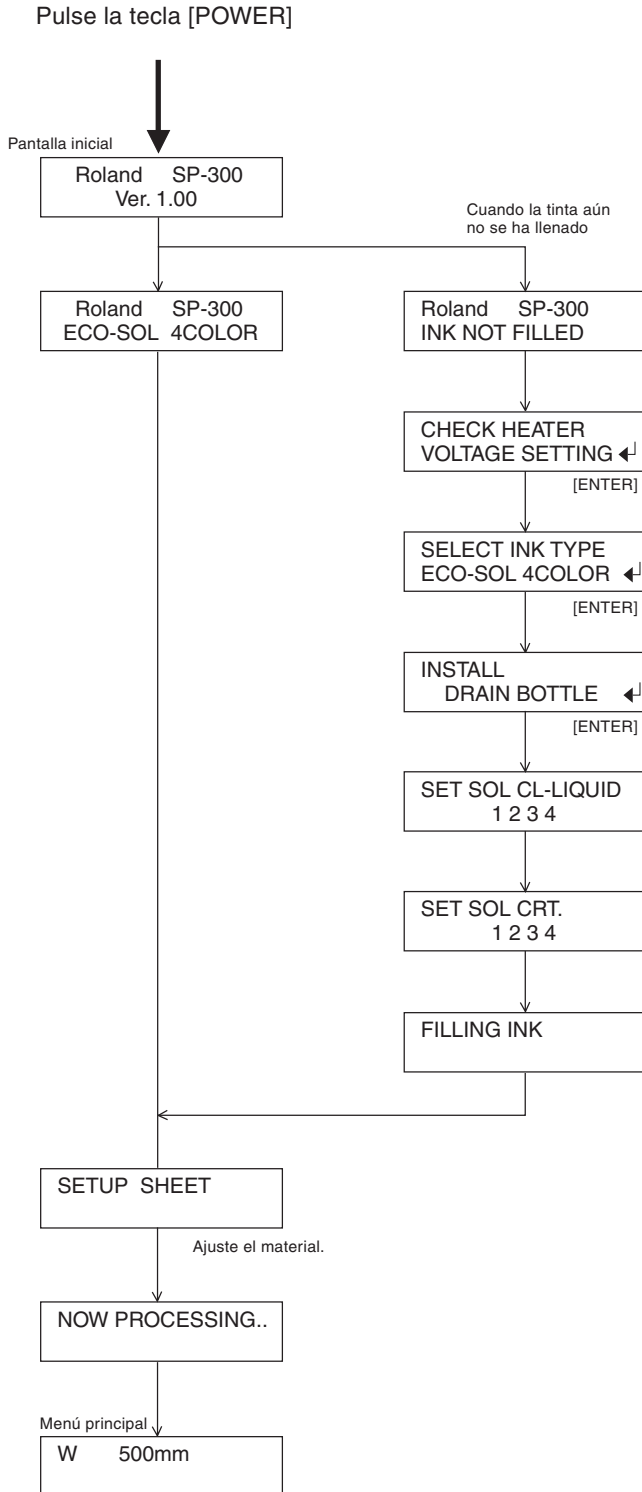 Pulse la tecla [POWER]
Pantalla inicial
Roland SP-300
Ver. 1.00
Cuando la tinta aún
no se ha llenado
Roland SP-300
ECO-SOL 4COLOR
Roland SP-300
INK NOT FILLED
CHECK HEATER
VOLTAGE SETTING
[ENTER]
SELECT INK TYPE
ECO-SOL 4COLOR
[ENTER]
INSTALL
DRAIN BOTTLE
[ENTER]
SET SOL CL-LIQUID
1 2 3 4
SET SOL CRT.
1 2 3 4
FILLING INK
SETUP SHEET
Ajuste el material.
NOW PROCESSING..
Menú principal
W 500mm